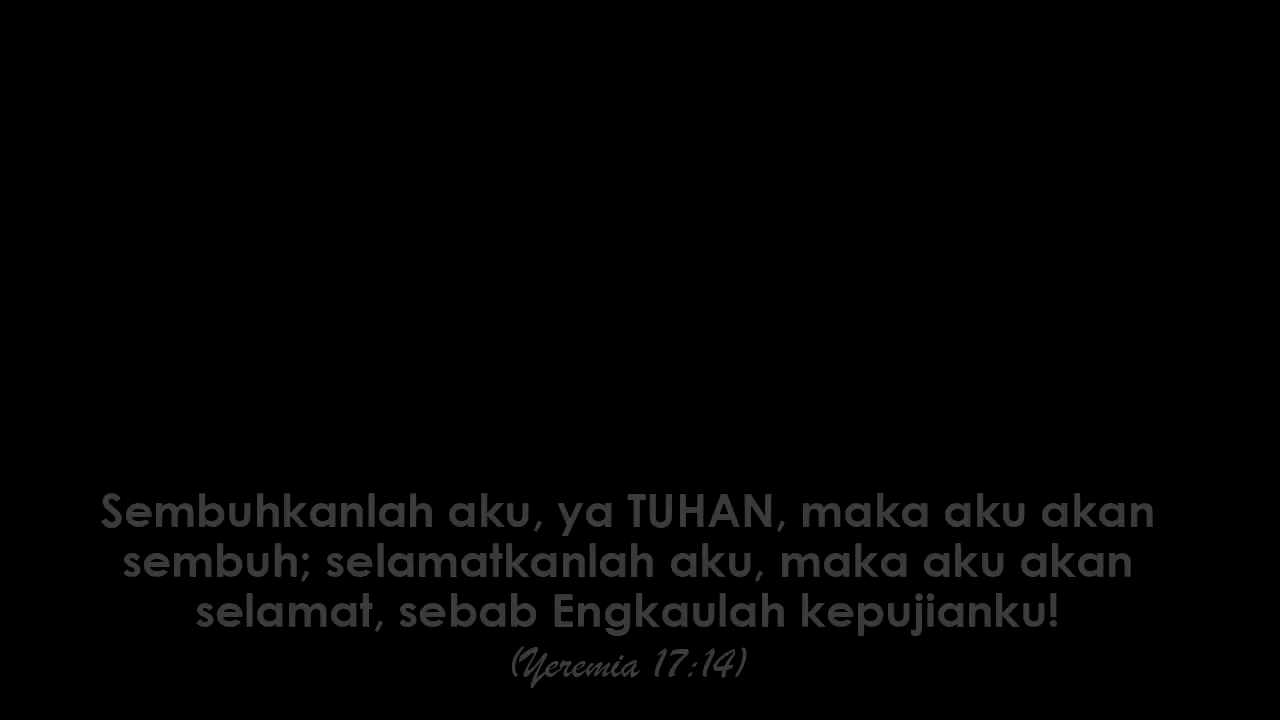 Sembuhkanlah aku, ya TUHAN, maka aku akan
sembuh; selamatkanlah aku, maka aku akan
selamat, sebab Engkaulah kepujianku!
(Yeremia 17:14)